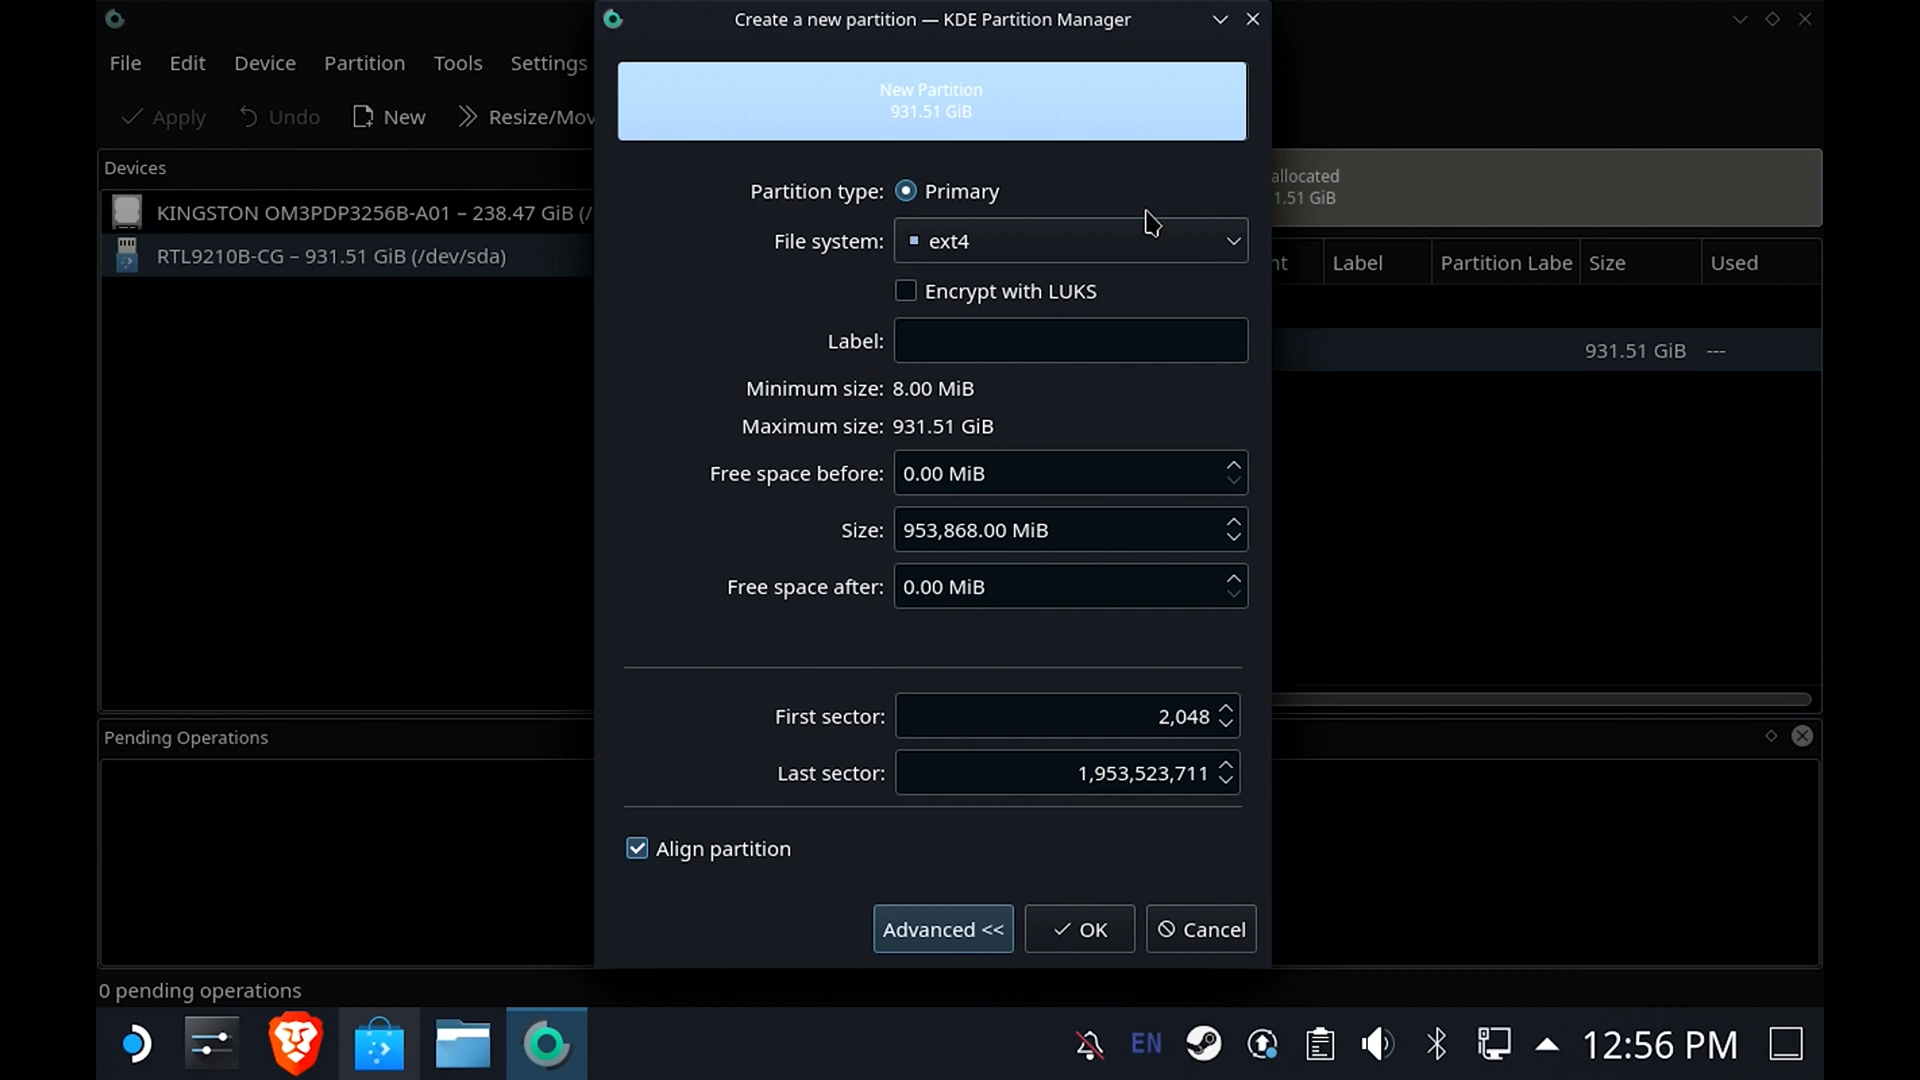 Create a new partition — KDE Partition Manager
File Edit Device Partition Tools Settings
Apply Undo New Resize/Mov
New Partition
931.51 GiB
Devices
KINGSTON OM3PDP3256B-A01 – 238.47 GiB (/
RTL9210B-CG – 931.51 GiB (/dev/sda)
allocated
1.51 GiB
nt Label Partition Labe Size Used
931.51 GiB ---
Partition type: Primary
File system: ext4
Encrypt with LUKS
Label:
Minimum size: 8.00 MiB
Maximum size: 931.51 GiB
Free space before: 0.00 MiB
Size: 953,868.00 MiB
Free space after: 0.00 MiB
First sector: 2,048
Last sector: 1,953,523,711
Align partition
Advanced << OK Cancel
Pending Operations
0 pending operations
EN 12:56 PM